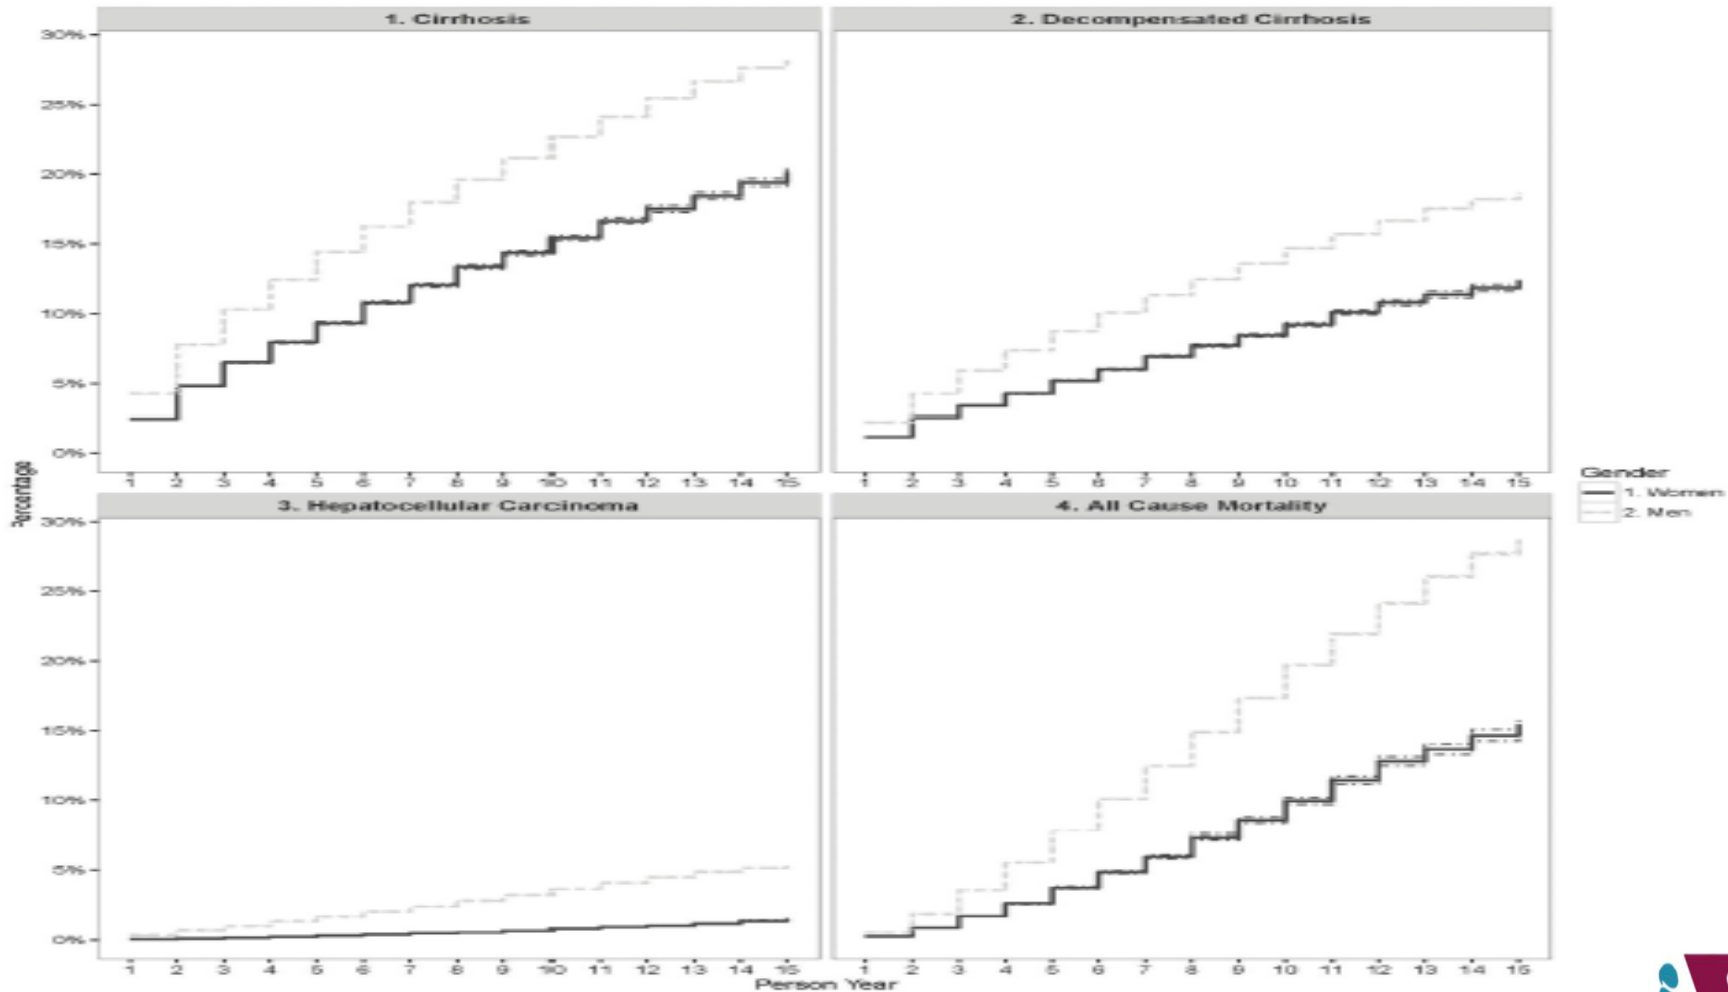 1. Cirrhosis
2. Decompensated Cirrhosis
30%
25%
20%
15%
10%
5%
0%
1 2 3 4 5 6 7 8 9 10 11 12 13 14 15
1 2 3 4 5 6 7 8 9 10 11 12 13 14 15
Percentage
3. Hepatocellular Carcinoma
4. All Cause Mortality
30%
25%
20%
15%
10%
5%
0%
1 2 3 4 5 6 7 8 9 10 11 12 13 14 15
1 2 3 4 5 6 7 8 9 10 11 12 13 14 15
Person Year
Gender
1. Women
2. Men